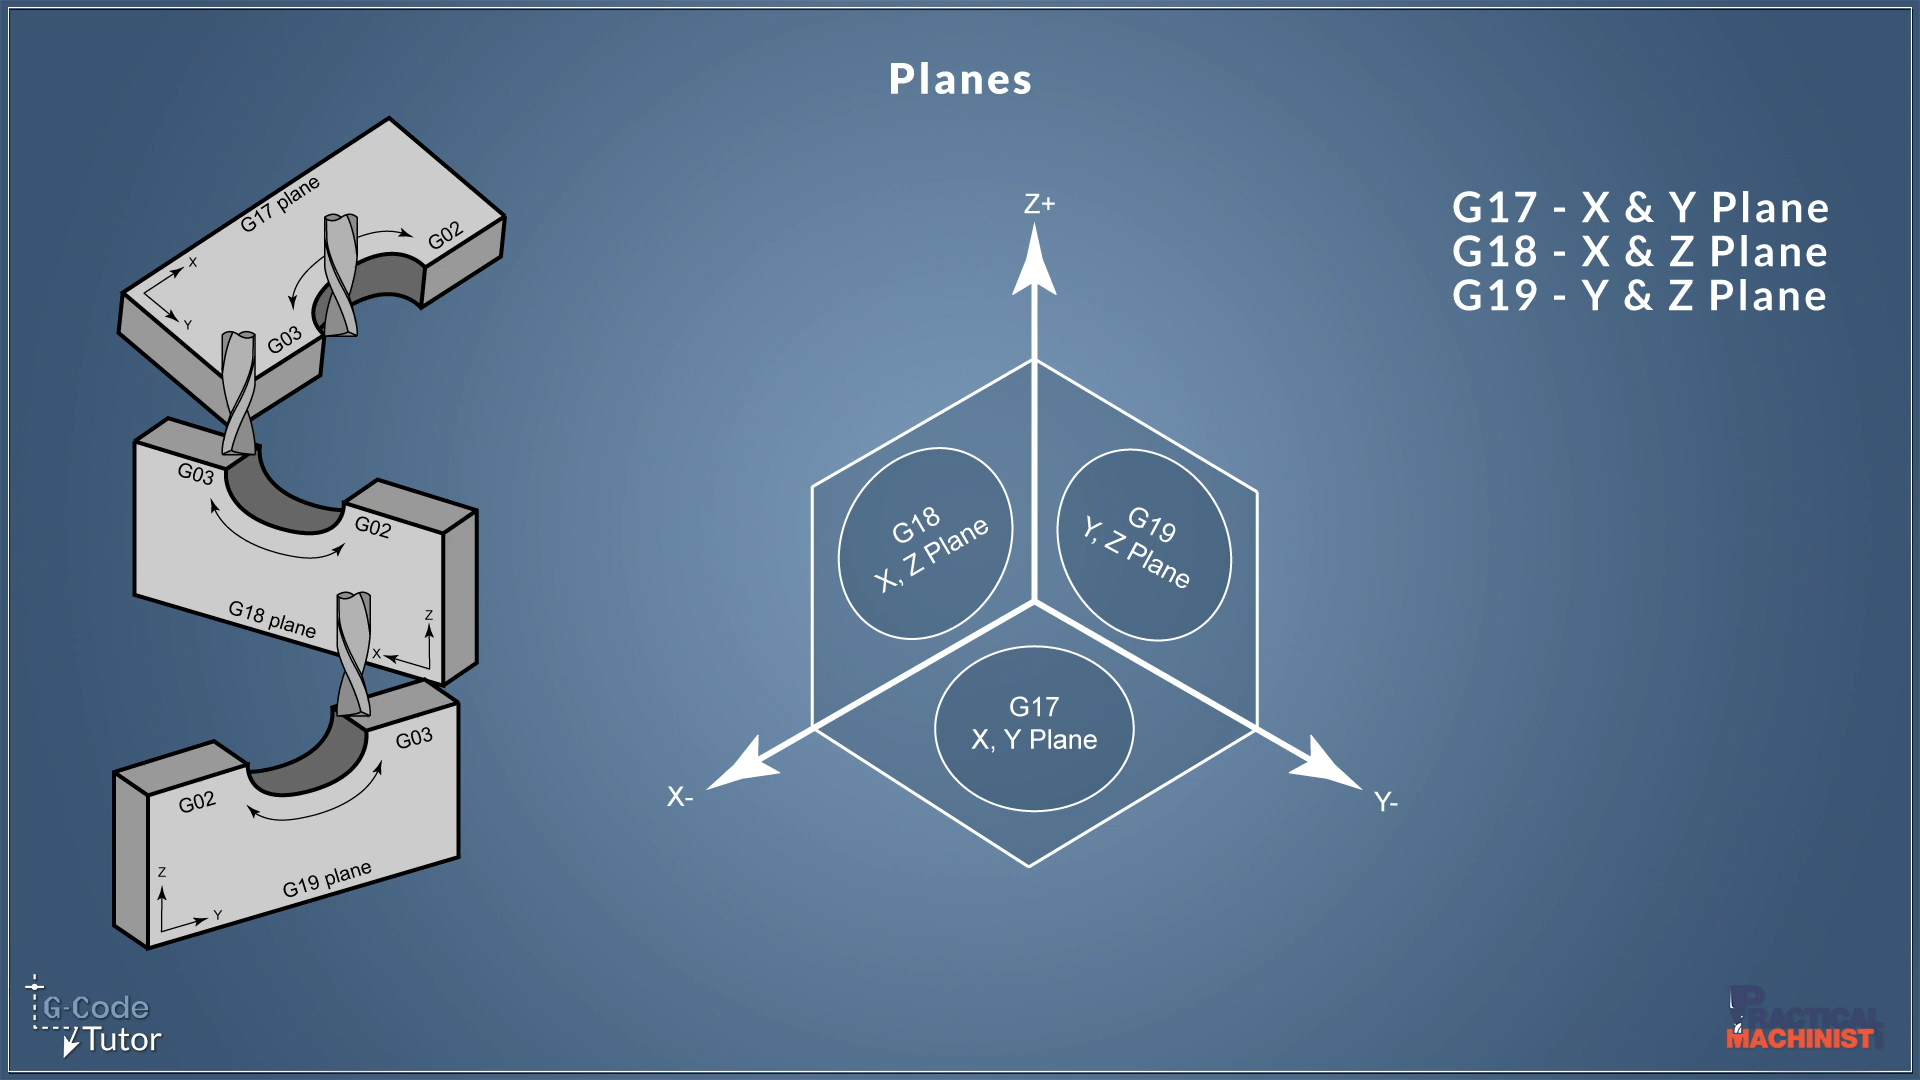 Planes
G17 plane
G02
X
Y
G03
G03
G02
G18 plane
Z
X
G03
G02
G19 plane
Z
Y
Z+
G18
X, Z Plane
G19
Y, Z Plane
G17
X, Y Plane
X-
Y-
G17 - X & Y Plane
G18 - X & Z Plane
G19 - Y & Z Plane
G-Code
Tutor
PRACTICAL
MACHINIST